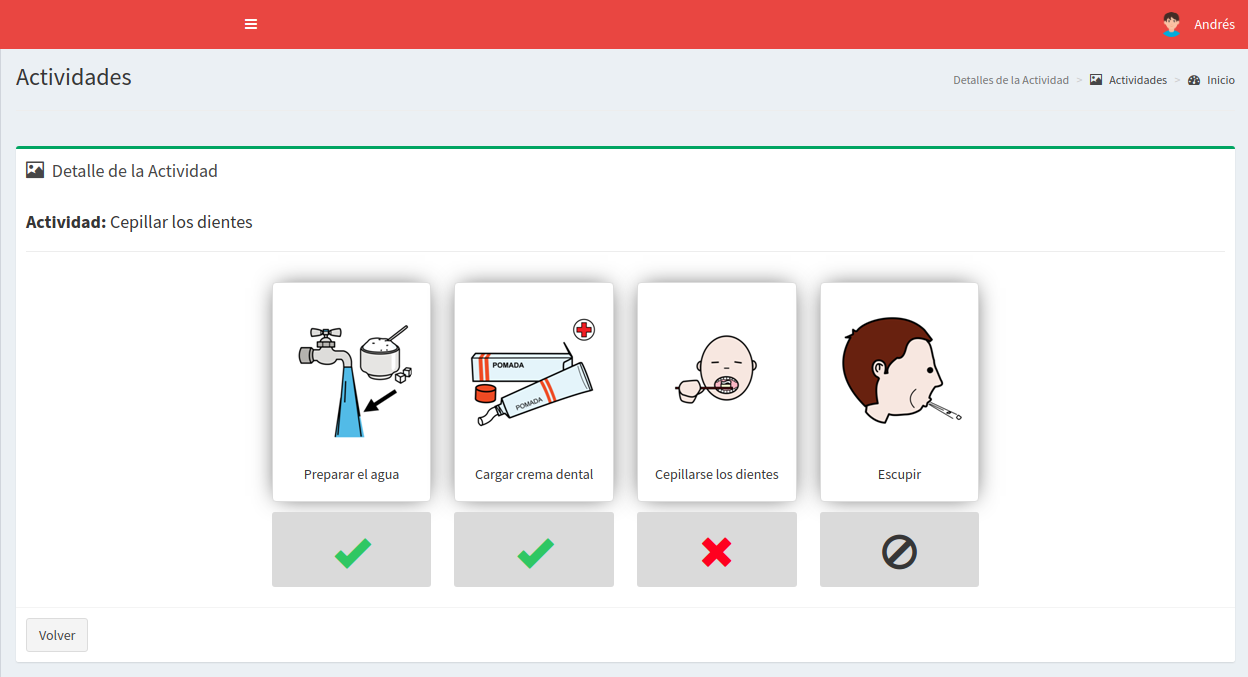 Andrés
Actividades
Detalles de la Actividad > Actividades > Inicio
Detalle de la Actividad
Actividad: Cepillar los dientes
POMADA
POMADA
Preparar el agua
Cargar crema dental
Cepillarse los dientes
Escupir
Volver